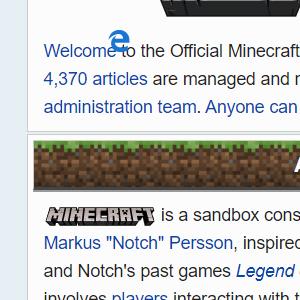 Welcome to the Official Minecraft
4,370 articles are managed and
administration team. Anyone can
MINECRAFT is a sandbox cons
Markus "Notch" Persson, inspired
and Notch's past games Legend
involves players interacting with